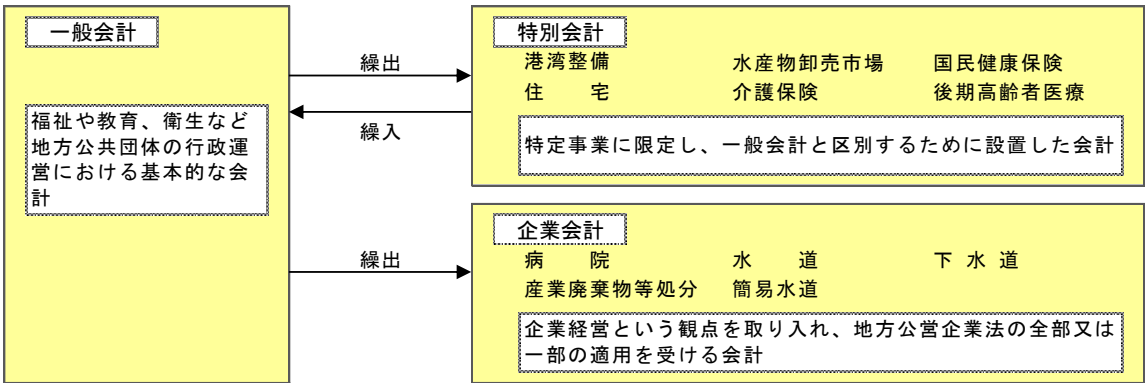 一般会計
福祉や教育、衛生など
地方公共団体の行政運
営における基本的な会
計
繰出
繰入
特別会計
港湾整備 水産物卸売市場 国民健康保険
住 宅 介護保険 後期高齢者医療
特定事業に限定し、一般会計と区別するために設置した会計
繰出
企業会計
病 院 水 道 下 水 道
産業廃棄物等処分 簡易水道
企業経営という観点を取り入れ、地方公営企業法の全部又は
一部の適用を受ける会計